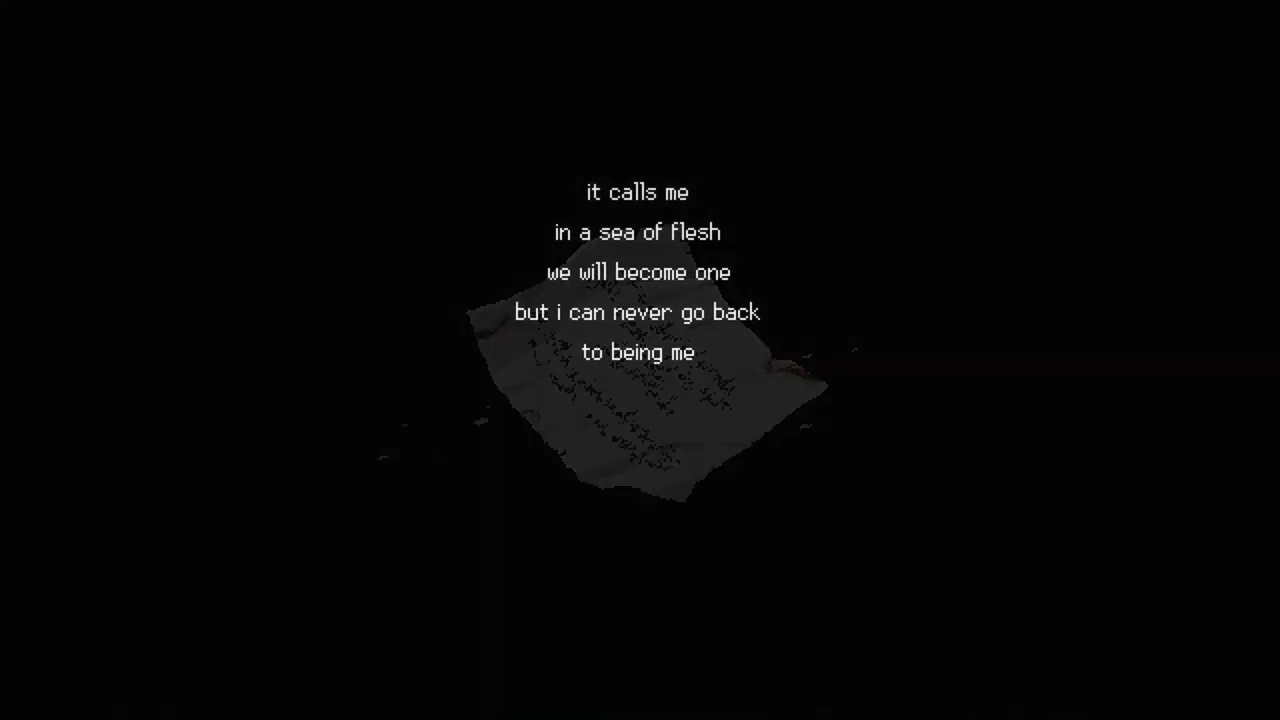 it calls me
in a sea of flesh
we will become one
but i can never go back
to being me